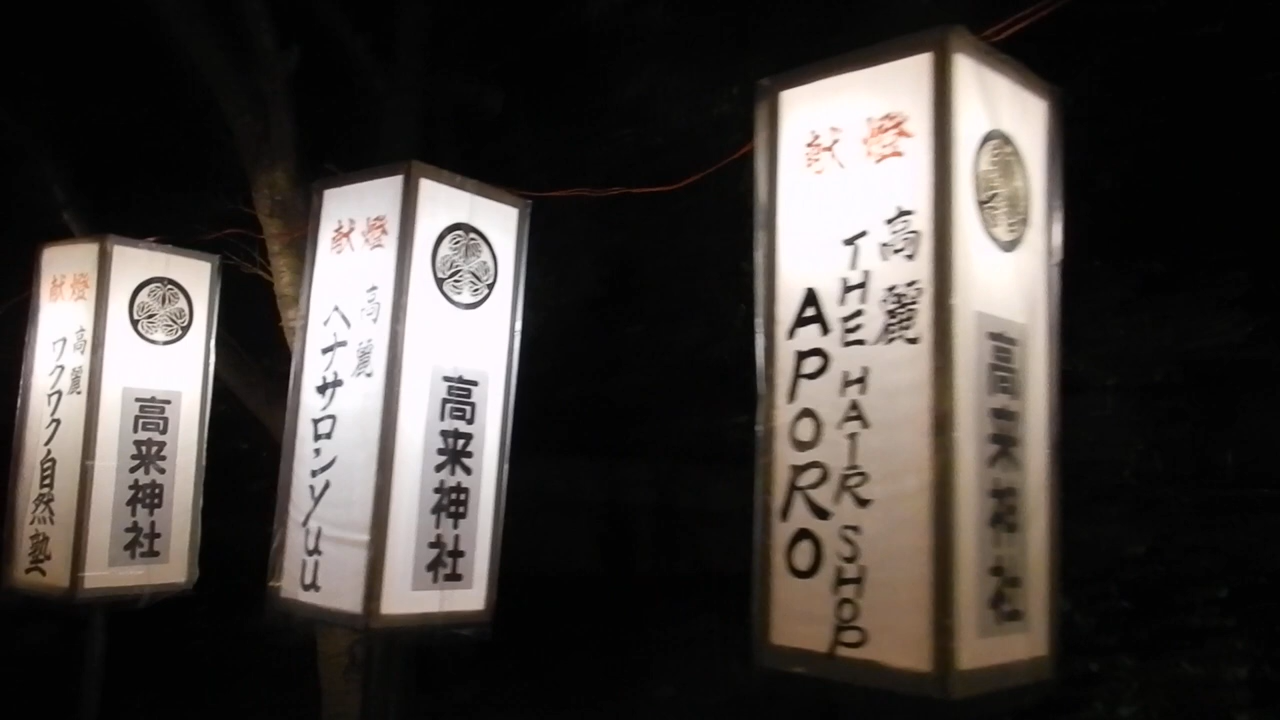 献燈
高麗
ワクワク自然塾
高来神社
献燈
高麗
ヘナサロンyuu
高来神社
献燈
高麗
THE HAIR SHOP
APORO
高来神社